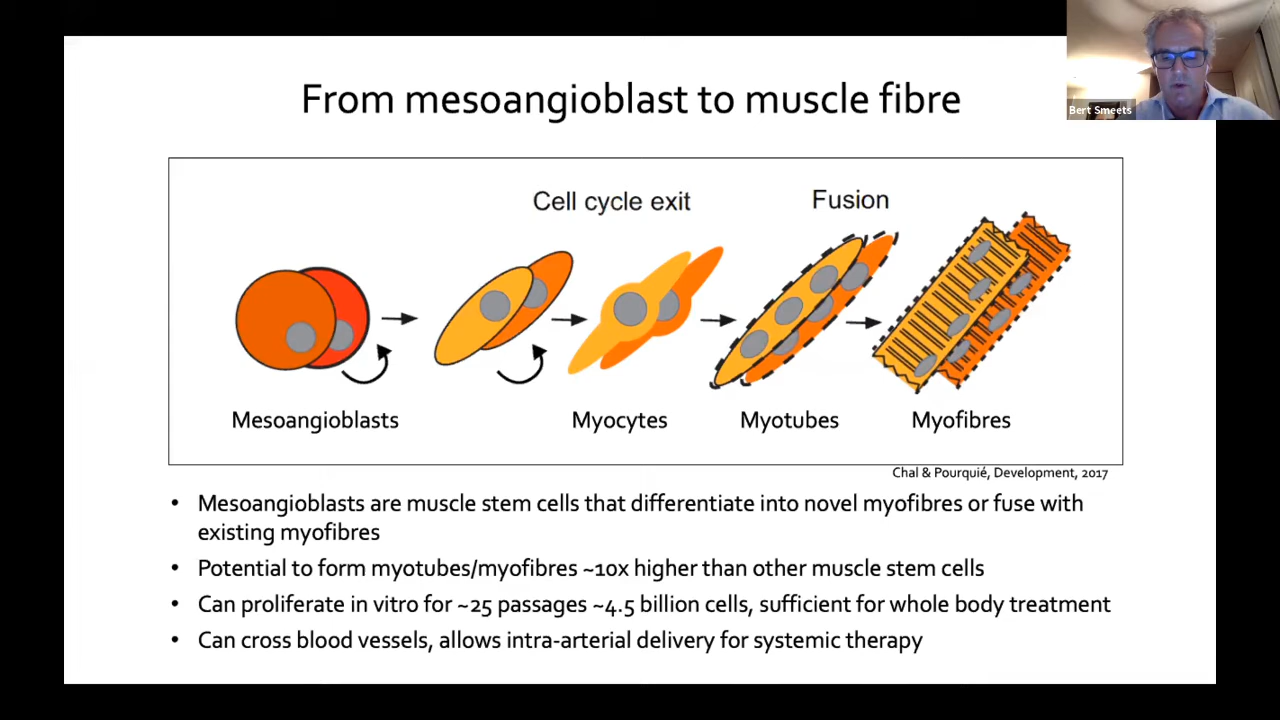 From mesoangioblast to muscle fibre
Bert Smeets
Cell cycle exit
Fusion
Mesoangioblasts
Myocytes
Myotubes
Myofibres
Chal & Pourquié, Development, 2017
• Mesoangioblasts are muscle stem cells that differentiate into novel myofibres or fuse with
existing myofibres
• Potential to form myotubes/myofibres ~10x higher than other muscle stem cells
• Can proliferate in vitro for ~25 passages ~4.5 billion cells, sufficient for whole body treatment
• Can cross blood vessels, allows intra-arterial delivery for systemic therapy